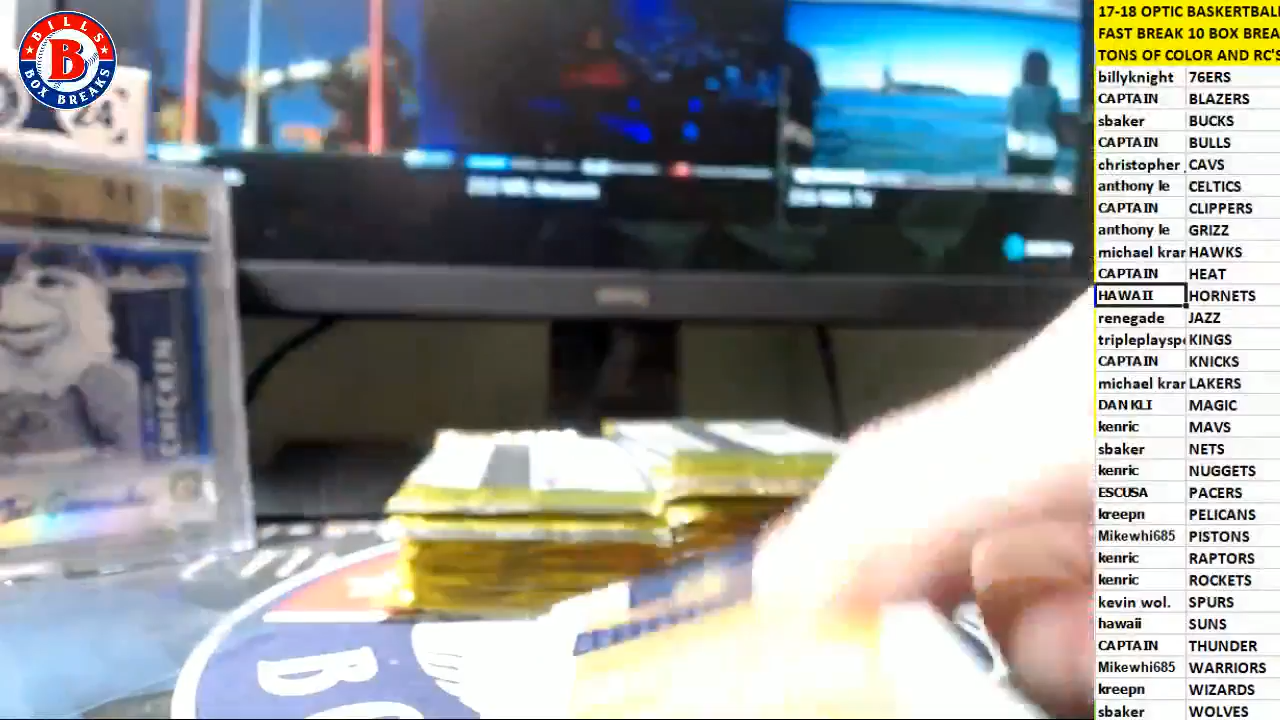 BILLS
B
BOX BREAKS
24
CHICKEN
B
17-18 OPTIC BASKERTBALL
FAST BREAK 10 BOX BREA
TONS OF COLOR AND RC'S
billyknight 76ERS
CAPTAIN BLAZERS
sbaker BUCKS
CAPTAIN BULLS
christopher CAVS
anthony le CELTICS
CAPTAIN CLIPPERS
anthony le GRIZZ
michael krar HAWKS
CAPTAIN HEAT
HAWAII HORNETS
renegade JAZZ
tripleplayspo KINGS
CAPTAIN KNICKS
michael krar LAKERS
DAN KLI MAGIC
kenric MAVS
sbaker NETS
kenric NUGGETS
ESCUSA PACERS
kreepn PELICANS
Mikewhi685 PISTONS
kenric RAPTORS
kenric ROCKETS
kevin wol. SPURS
hawaii SUNS
CAPTAIN THUNDER
Mikewhi685 WARRIORS
kreepn WIZARDS
sbaker WOLVES